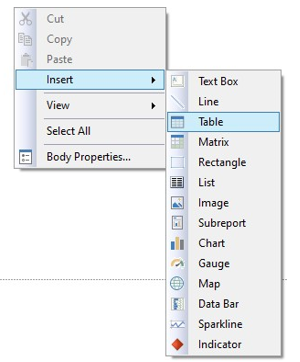 Cut
Copy
Paste
Insert
View
Select All
Body Properties...
Text Box
Line
Table
Matrix
Rectangle
List
Image
Subreport
Chart
Gauge
Map
Data Bar
Sparkline
Indicator